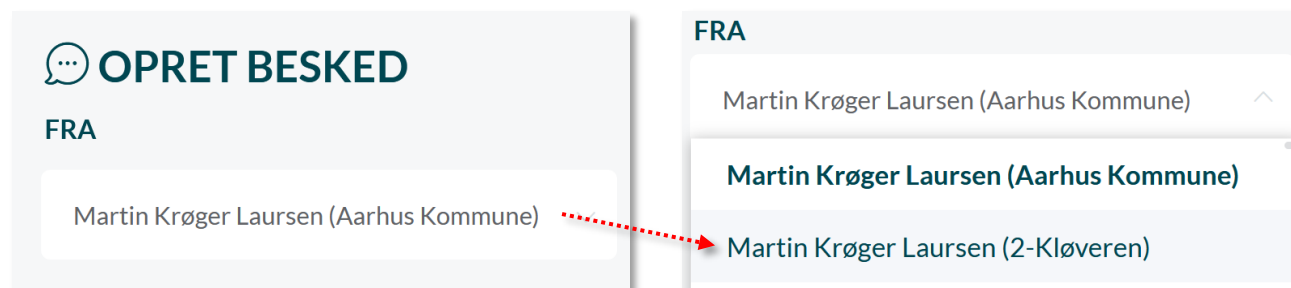 OPRET BESKED
FRA
Martin Krøger Laursen (Aarhus Kommune)
FRA
Martin Krøger Laursen (Aarhus Kommune)
Martin Krøger Laursen (Aarhus Kommune)
Martin Krøger Laursen (2-Kløveren)